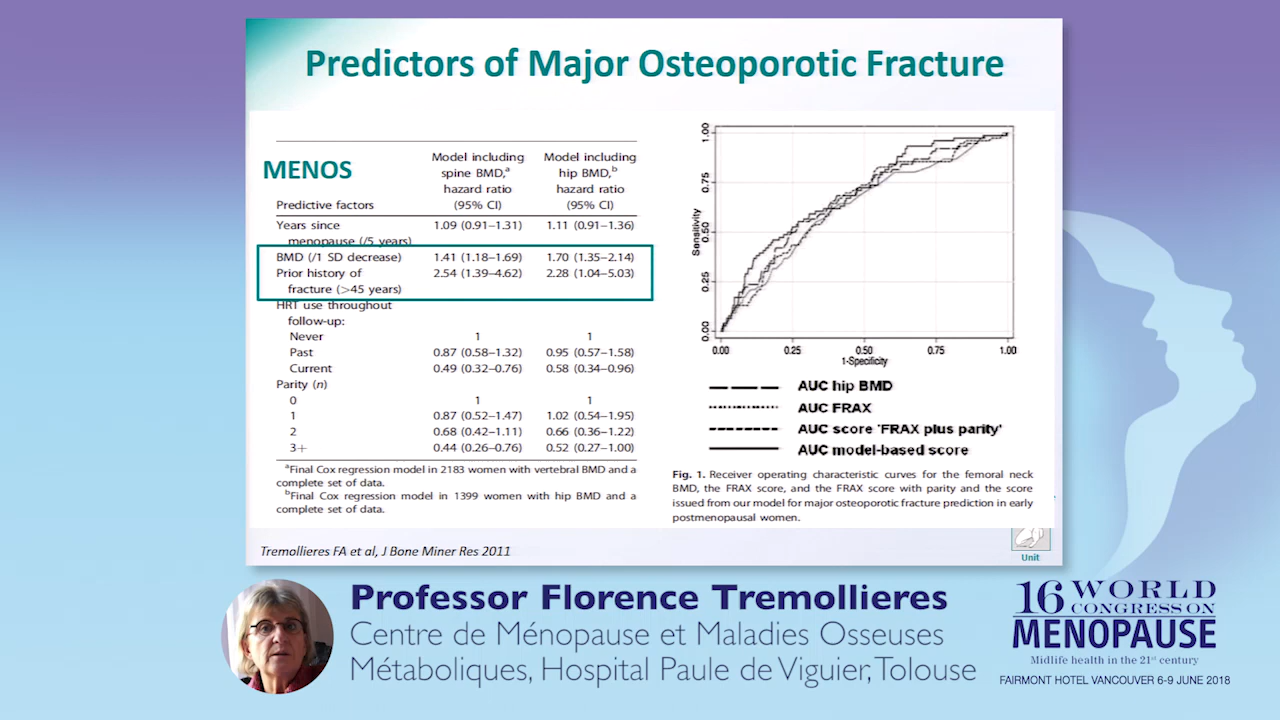 Predictors of Major Osteoporotic Fracture
MENOS
Predictive factors
Model including spine BMD,a hazard ratio (95% CI)
Model including hip BMD,b hazard ratio (95% CI)
Years since menopause (/5 years) 1.09 (0.91–1.31) 1.11 (0.91–1.36)
BMD (/1 SD decrease) 1.41 (1.18–1.69) 1.70 (1.35–2.14)
Prior history of fracture (>45 years) 2.54 (1.39–4.62) 2.28 (1.04–5.03)
HRT use throughout follow-up:
Never 1 1
Past 0.87 (0.58–1.32) 0.95 (0.57–1.58)
Current 0.49 (0.32–0.76) 0.58 (0.34–0.96)
Parity (n)
0 1 1
1 0.87 (0.52–1.47) 1.02 (0.54–1.95)
2 0.68 (0.42–1.11) 0.66 (0.36–1.22)
3+ 0.44 (0.26–0.76) 0.52 (0.27–1.00)
aFinal Cox regression model in 2183 women with vertebral BMD and a
complete set of data.
bFinal Cox regression model in 1399 women with hip BMD and a
complete set of data.
Sensitivity
1.00
0.75
0.50
0.25
0.00
0.00 0.25 0.50 0.75 1.00
1-Specificity
AUC hip BMD
AUC FRAX
AUC score 'FRAX plus parity'
AUC model-based score
Fig. 1. Receiver operating characteristic curves for the femoral neck
BMD, the FRAX score, and the FRAX score with parity and the score
issued from our model for major osteoporotic fracture prediction in early
postmenopausal women.
Tremollieres FA et al, J Bone Miner Res 2011
Unit
Professor Florence Tremollieres
Centre de Ménopause et Maladies Osseuses
Métaboliques, Hospital Paule de Viguier, Tolouse
16 WORLD
CONGRESS ON
MENOPAUSE
Midlife health in the 21st century
FAIRMONT HOTEL VANCOUVER 6-9 JUNE 2018